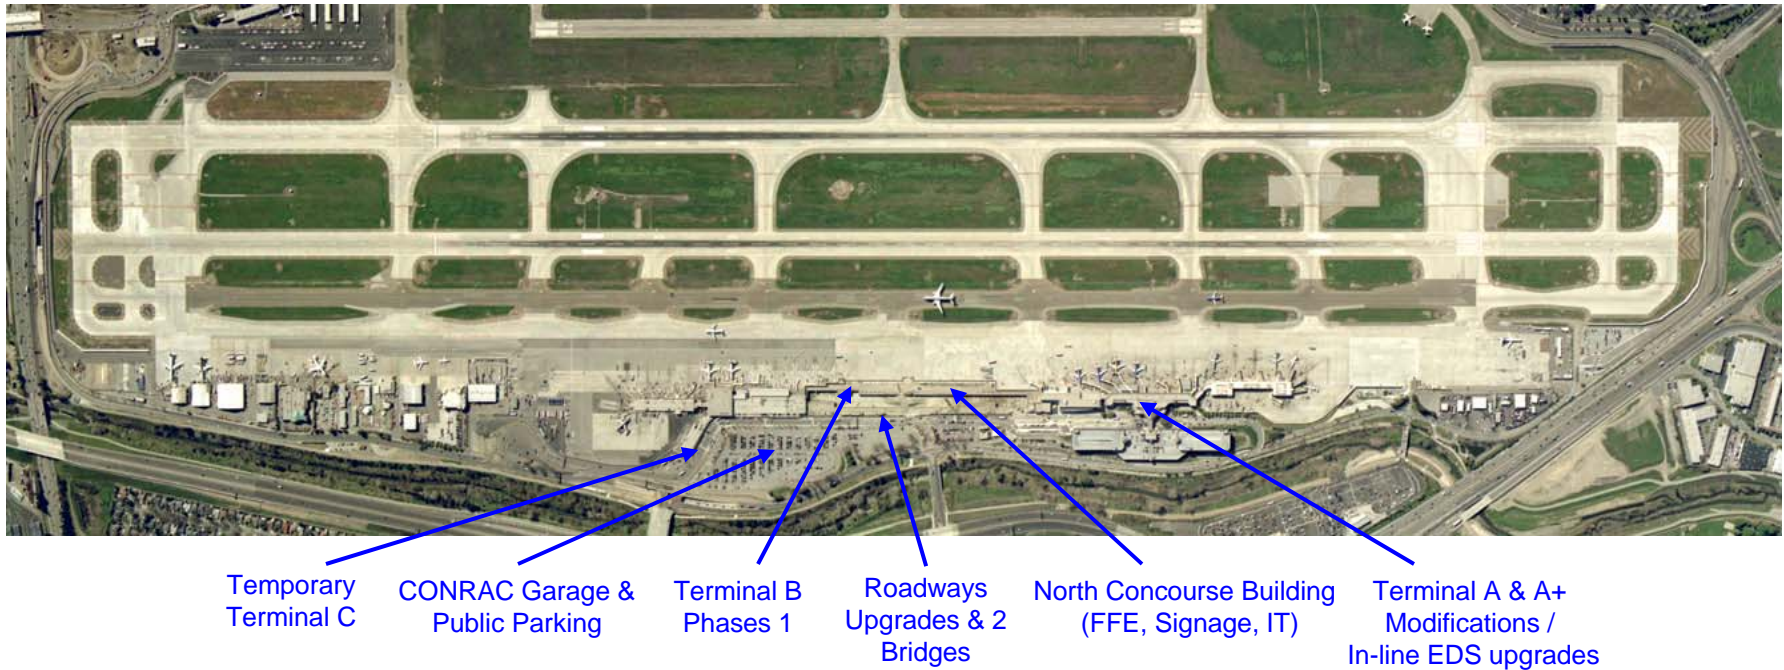 Temporary
Terminal C
CONRAC Garage &
Public Parking
Terminal B
Phases 1
Roadways
Upgrades & 2
Bridges
North Concourse Building
(FFE, Signage, IT)
Terminal A & A+
Modifications /
In-line EDS upgrades